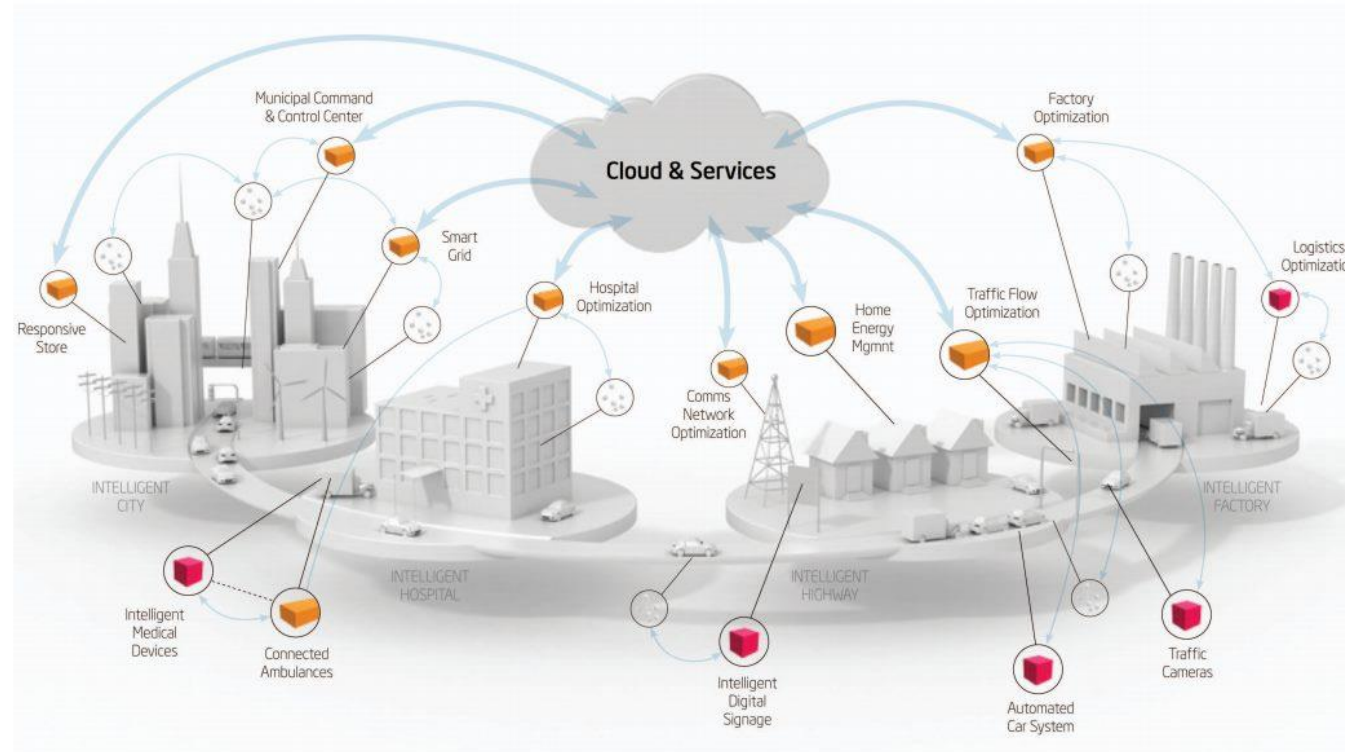 Municipal Command
& Control Center
Cloud & Services
Factory
Optimization
Smart
Grid
Hospital
Optimization
Logistics
Optimizatio
Traffic Flow
Optimization
Home
Energy
Mgmnt
Responsive
Store
Comms
Network
Optimization
INTELLIGENT
CITY
INTELLIGENT
FACTORY
INTELLIGENT
HOSPITAL
INTELLIGENT
HIGHWAY
Intelligent
Medical
Devices
Connected
Ambulances
Intelligent
Digital
Signage
Automated
Car System
Traffic
Cameras